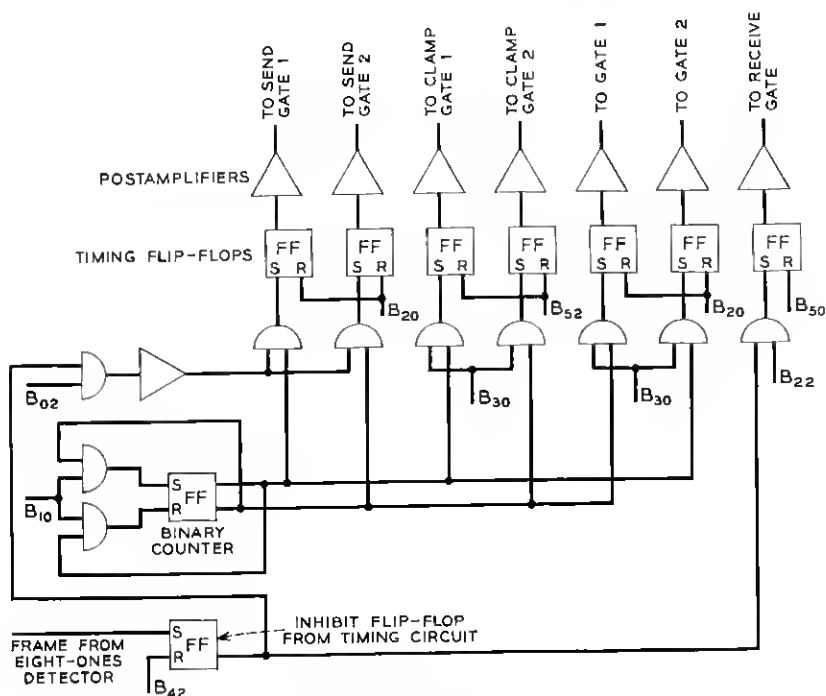 TO SEND
GATE 1
TO SEND
GATE 2
TO CLAMP
GATE 1
TO CLAMP
GATE 2
TO GATE 1
TO GATE 2
TO RECEIVE
GATE
POSTAMPLIFIERS
TIMING FLIP-FLOPS
FF
S R
FF
S R
FF
S R
FF
S R
FF
S R
FF
S R
FF
S R
B20
B52
B20
B50
B02
B30
B30
B22
B10
S
FF
R
BINARY
COUNTER
S
FF
R
INHIBIT FLIP-FLOP
FROM TIMING CIRCUIT
FRAME FROM
EIGHT-ONES
DETECTOR
B42